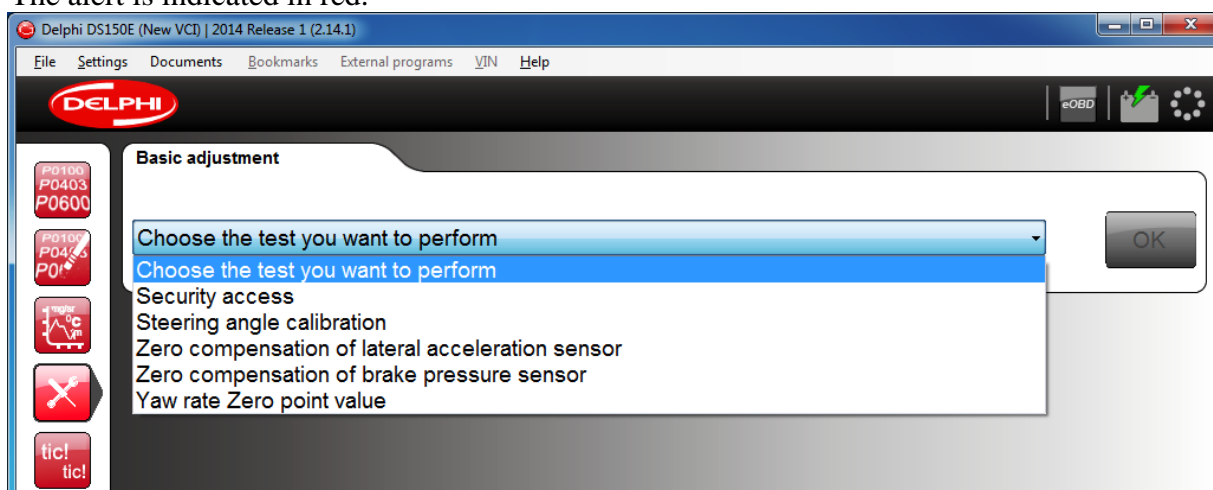 The alert is indicated in red.
Delphi DS150E (New VCI) | 2014 Release 1 (2.14.1)
File Settings Documents Bookmarks External programs VIN Help
DELPHI
eOBD
Basic adjustment
P0100
P0403
P0600
Choose the test you want to perform
OK
P0100
Choose the test you want to perform
Security access
Steering angle calibration
Zero compensation of lateral acceleration sensor
Zero compensation of brake pressure sensor
Yaw rate Zero point value
mg/str
°C
V/m
tic!
tic!